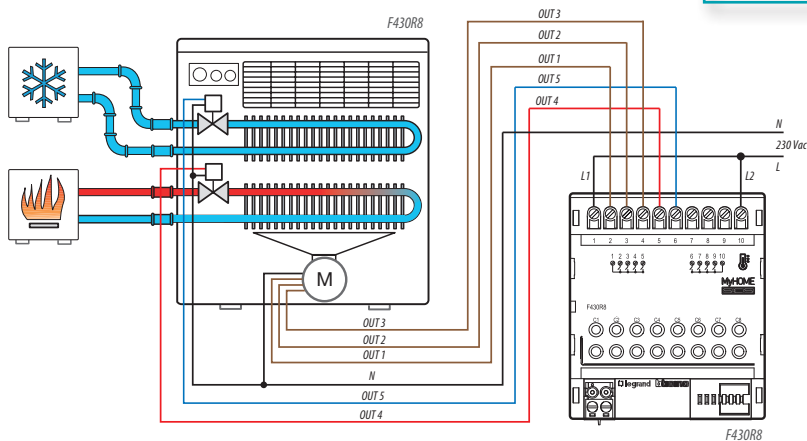 F430R8
OUT 3
OUT 2
OUT 1
OUT 5
OUT 4
N
230 Vac
L
L1
L2
1 2 3 4 5 6 7 8 9 10
1 2 3 4 5
6 7 8 9 10
MyHOME
F430R8
C1 C2 C3 C4 C5 C6 C7 C8
legrand
M
OUT 3
OUT 2
OUT 1
N
OUT 5
OUT 4
F430R8